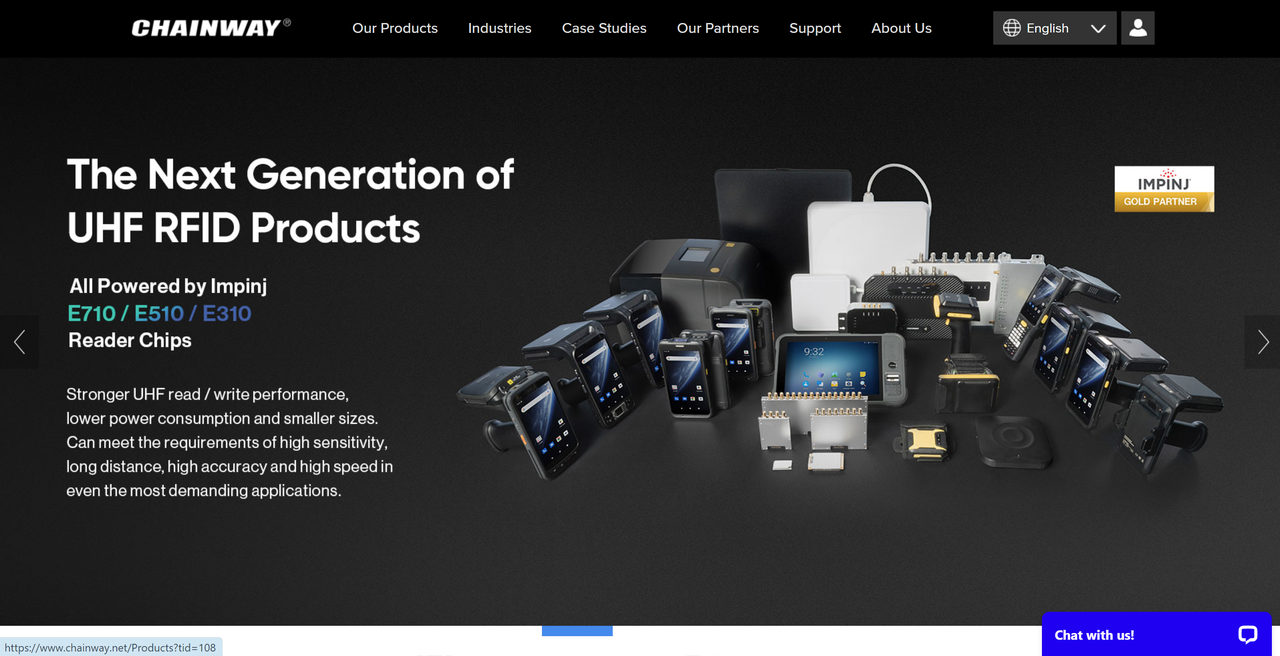 CHAINWAY®
Our Products
Industries
Case Studies
Our Partners
Support
About Us
English
The Next Generation of
UHF RFID Products
All Powered by Impinj
E710 / E510 / E310
Reader Chips
Stronger UHF read / write performance,
lower power consumption and smaller sizes.
Can meet the requirements of high sensitivity,
long distance, high accuracy and high speed in
even the most demanding applications.
IMPINJ
GOLD PARTNER
9:32
Chat with us!
https://www.chainway.net/Products?tid=108